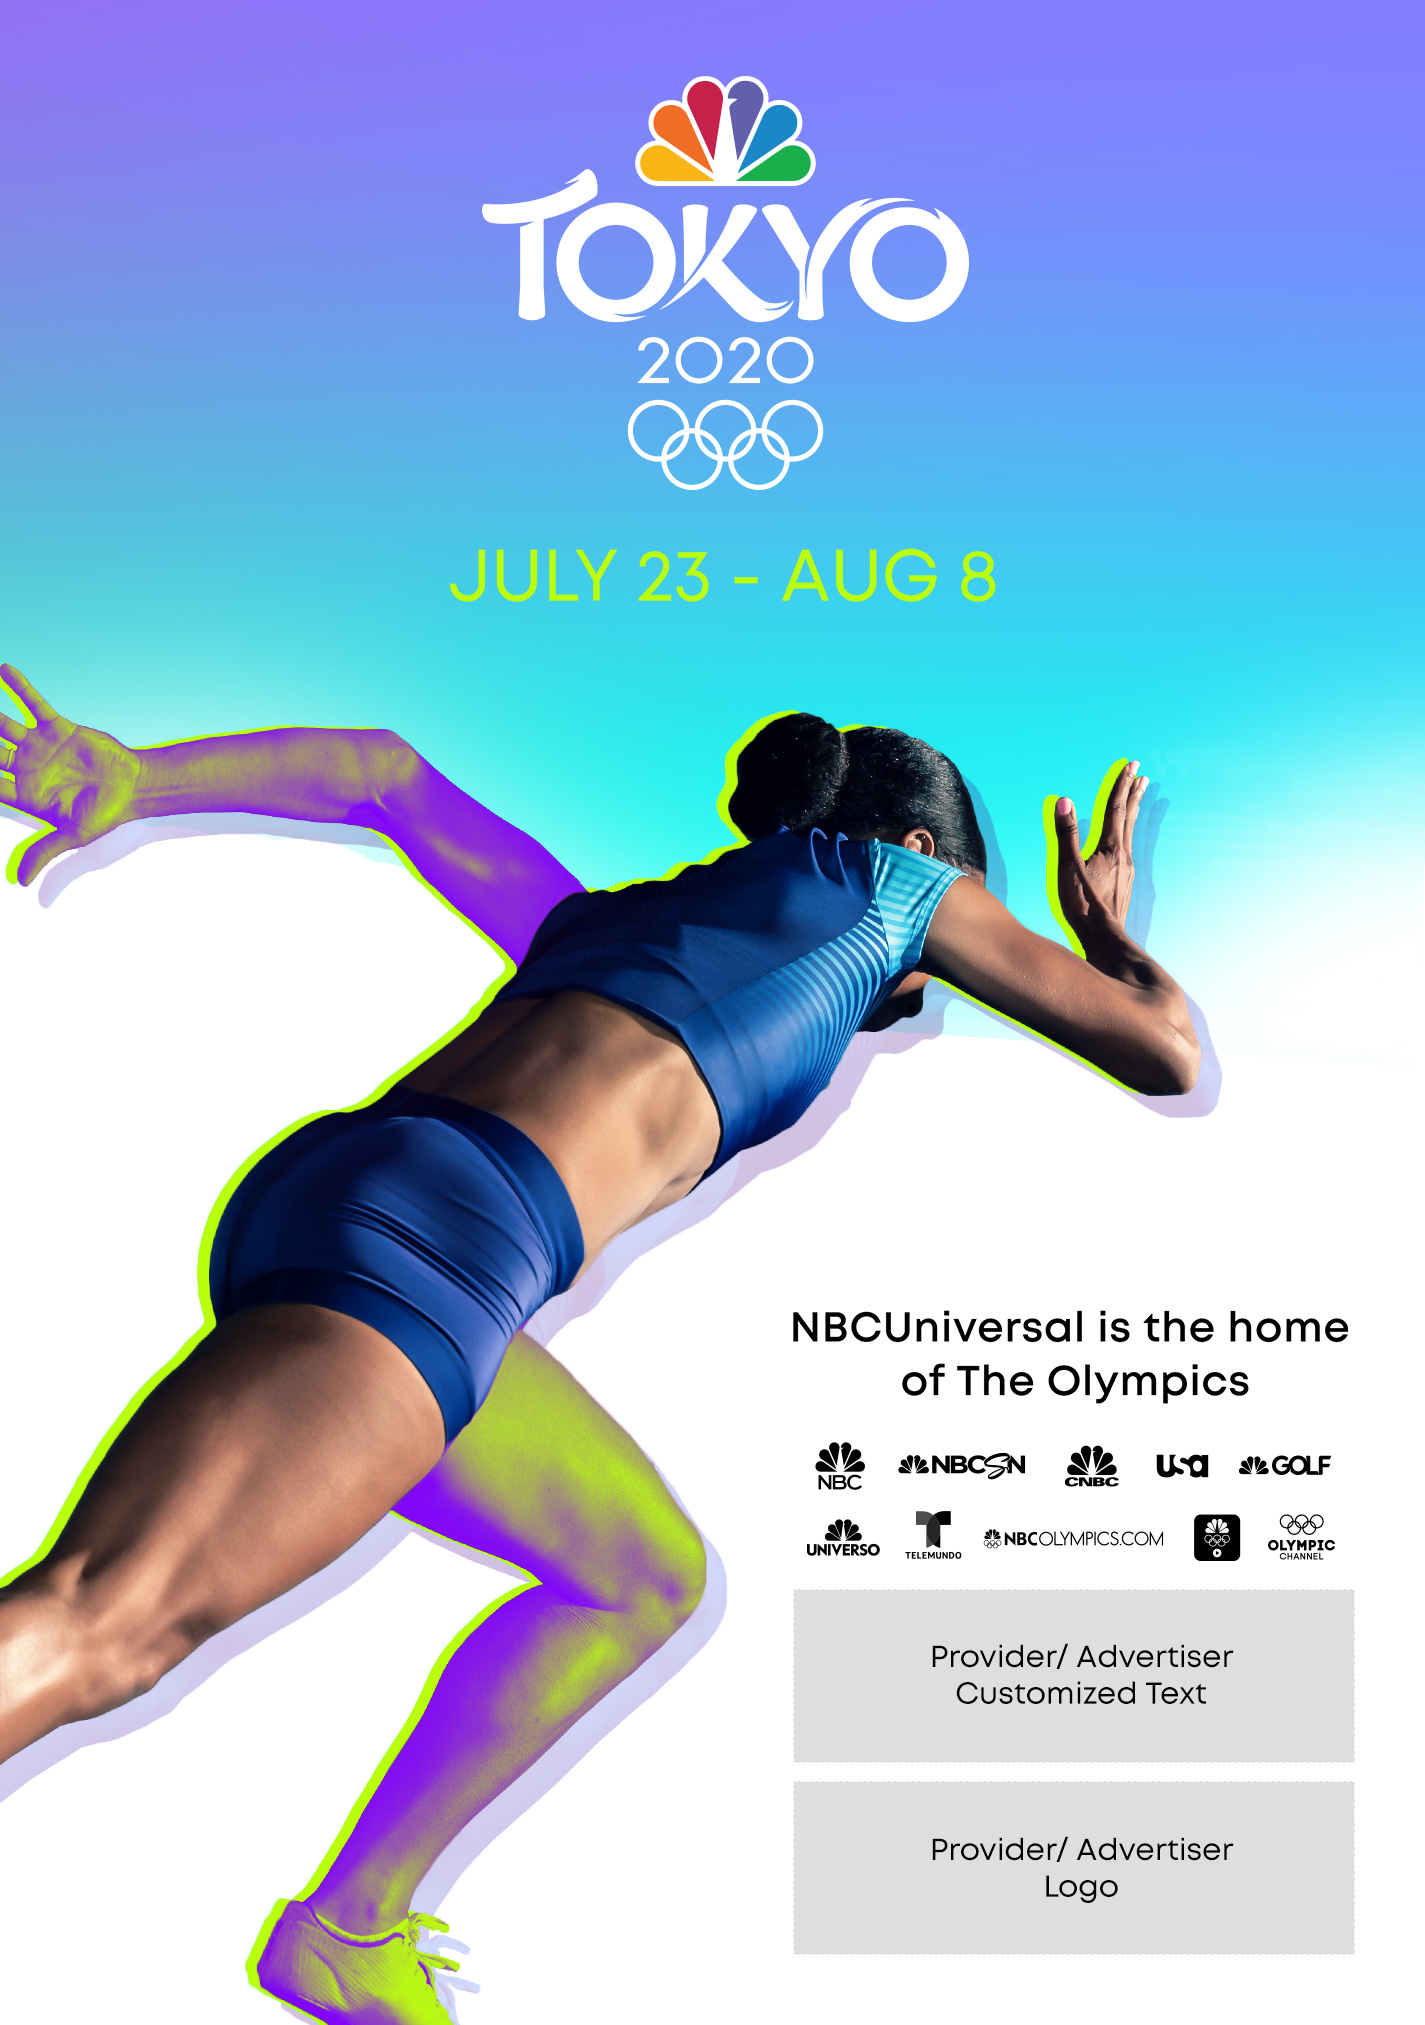 TOKYO
2020
JULY 23 - AUG 8
NBCUniversal is the home
of The Olympics
NBC NBCSN CNBC USA GOLF
UNIVERSO TELEMUNDO NBCOLYMPICS.COM OLYMPIC CHANNEL
Provider/ Advertiser
Customized Text
Provider/ Advertiser
Logo